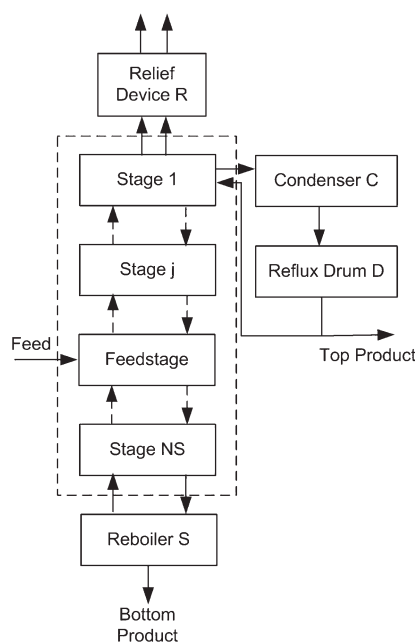 Relief
Device R
Stage 1
Condenser C
Stage j
Reflux Drum D
Feed
Feedstage
Top Product
Stage NS
Reboiler S
Bottom
Product